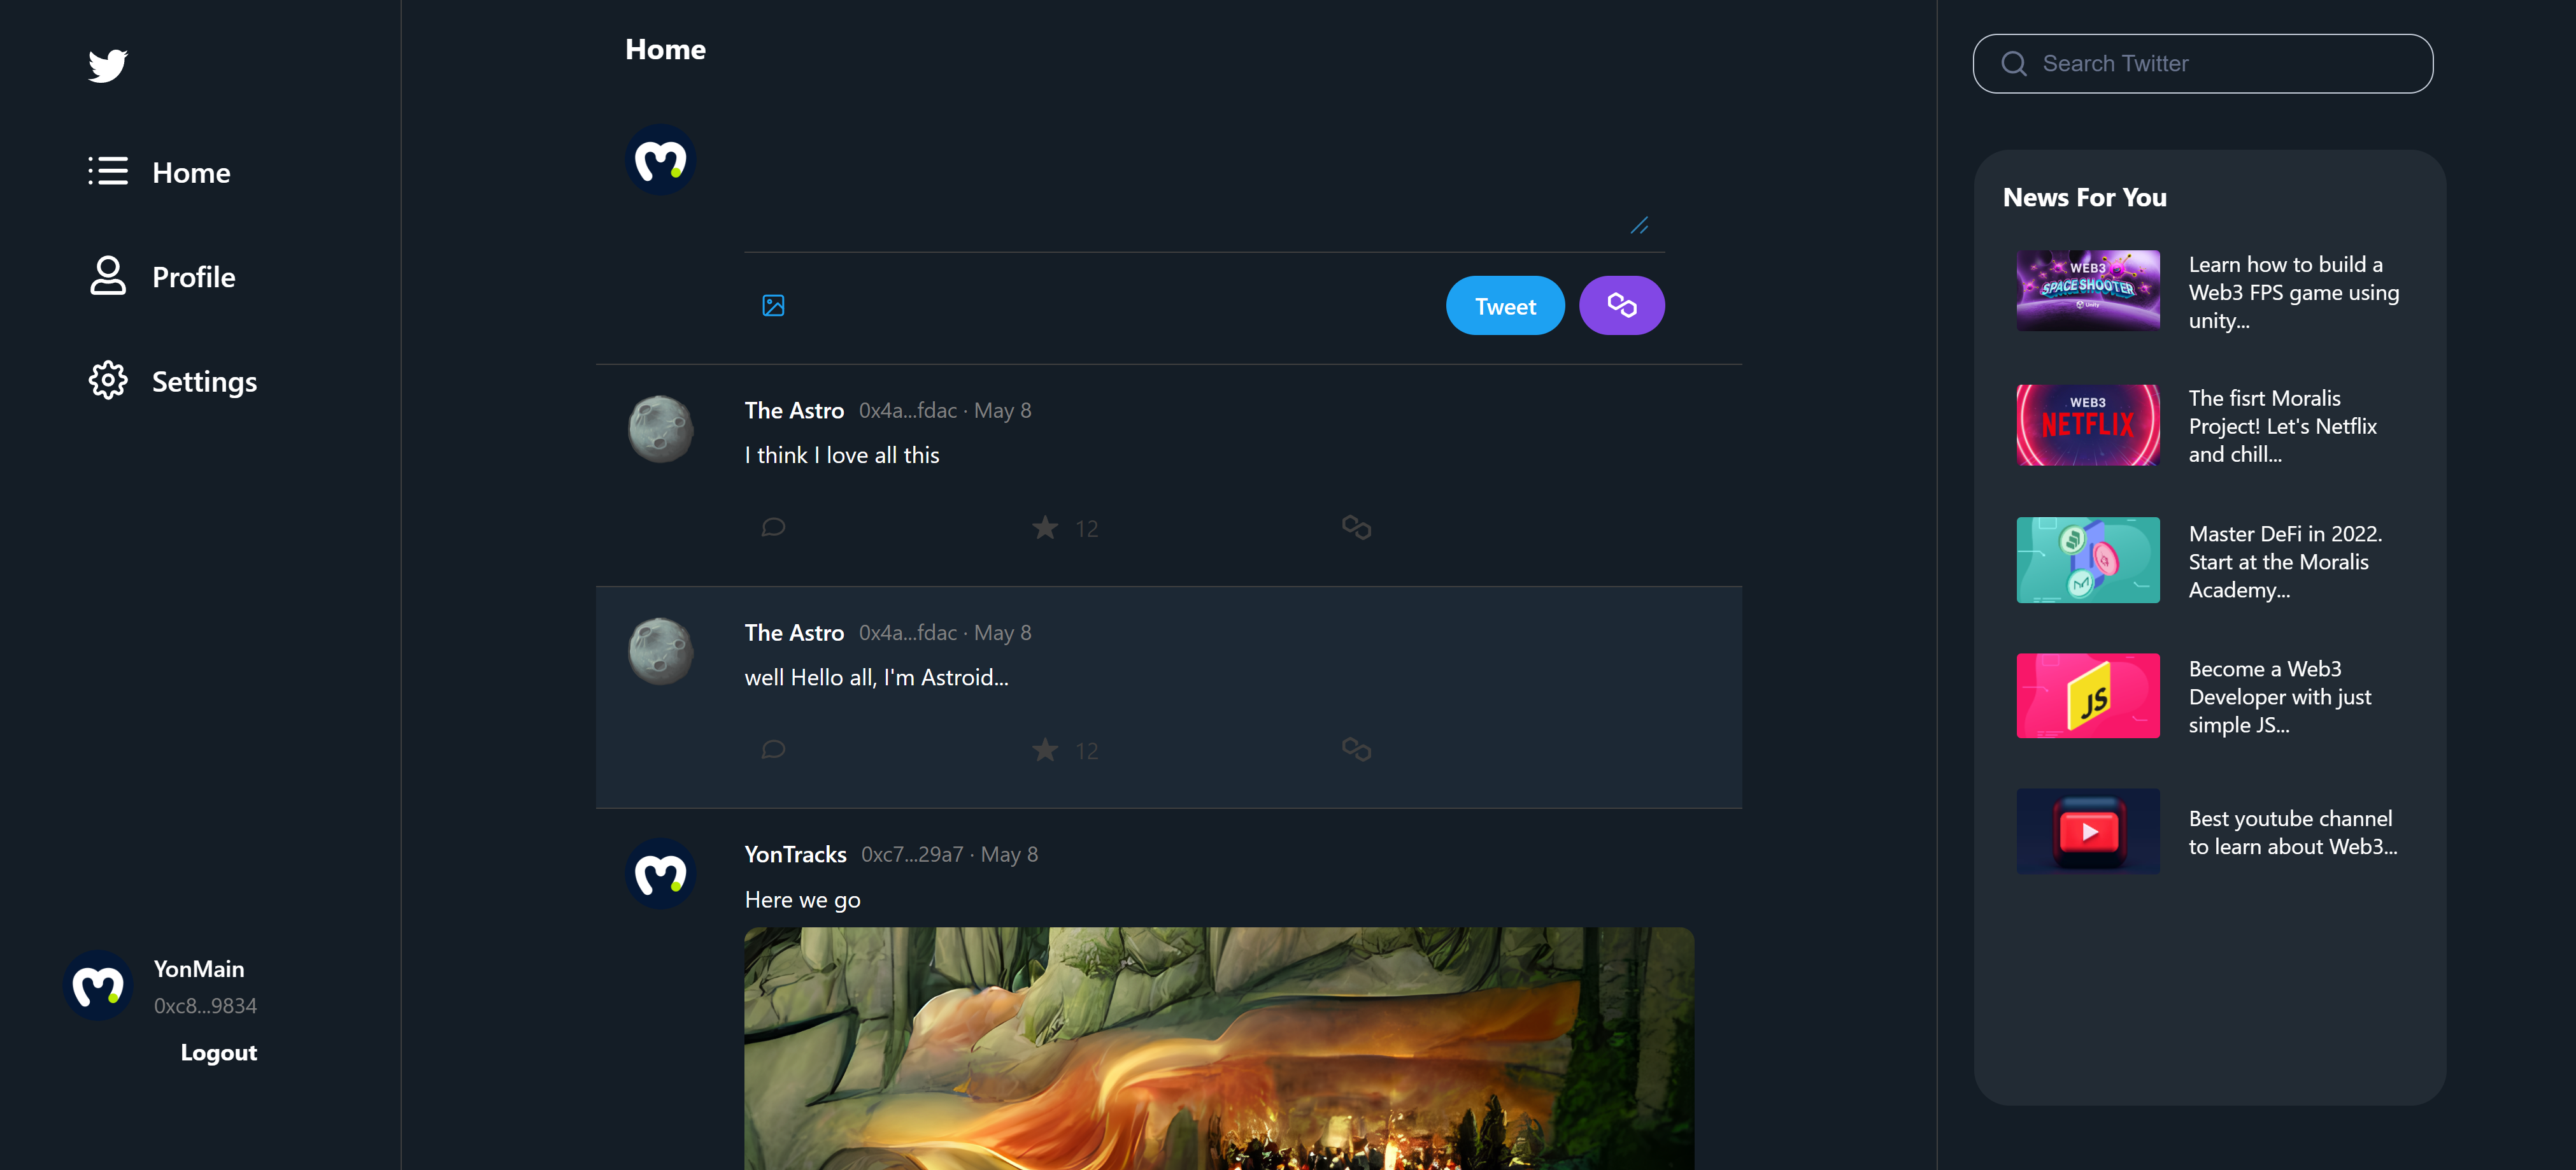 Home
Profile
Settings
YonMain
0xc8...9834
Logout
Home
Tweet
The Astro 0x4a...fdac · May 8
I think I love all this
12
The Astro 0x4a...fdac · May 8
well Hello all, I'm Astroid...
12
YonTracks 0xc7...29a7 · May 8
Here we go
Search Twitter
News For You
WEB3
SPACE SHOOTER
Unity
Learn how to build a
Web3 FPS game using
unity...
WEB3
NETFLIX
The fisrt Moralis
Project! Let's Netflix
and chill...
Master DeFi in 2022.
Start at the Moralis
Academy...
JS
Become a Web3
Developer with just
simple JS...
Best youtube channel
to learn about Web3...